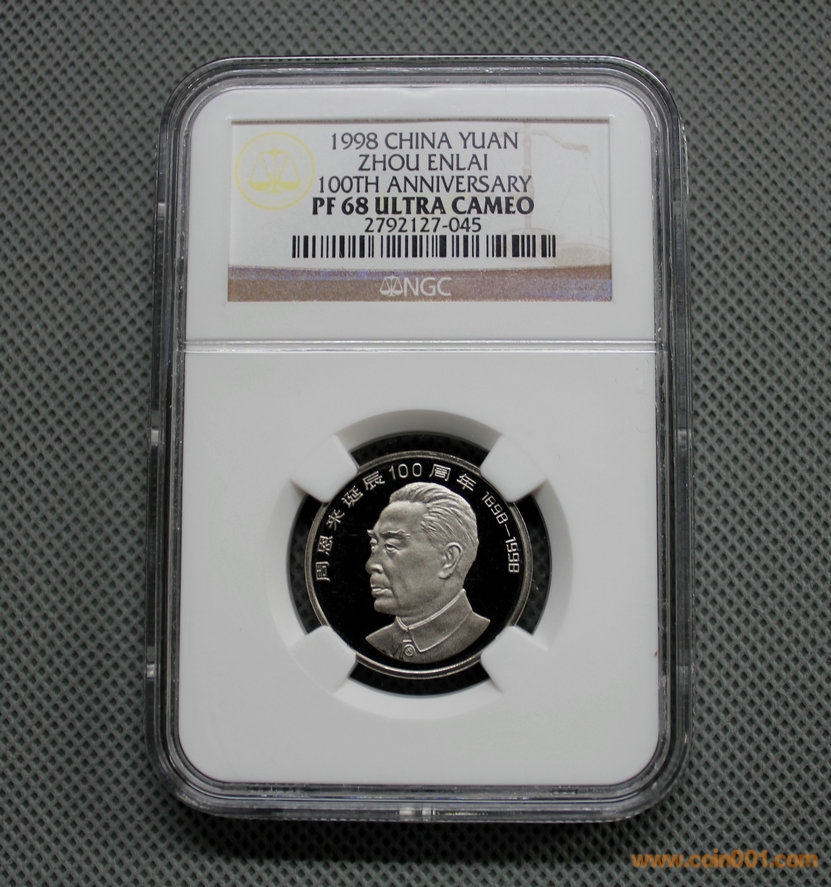 1998 CHINA YUAN
ZHOU ENLAI
100TH ANNIVERSARY
PF 68 ULTRA CAMEO
2792127-045
NGC
周恩来诞辰100周年 1898-1998
www.coin001.com